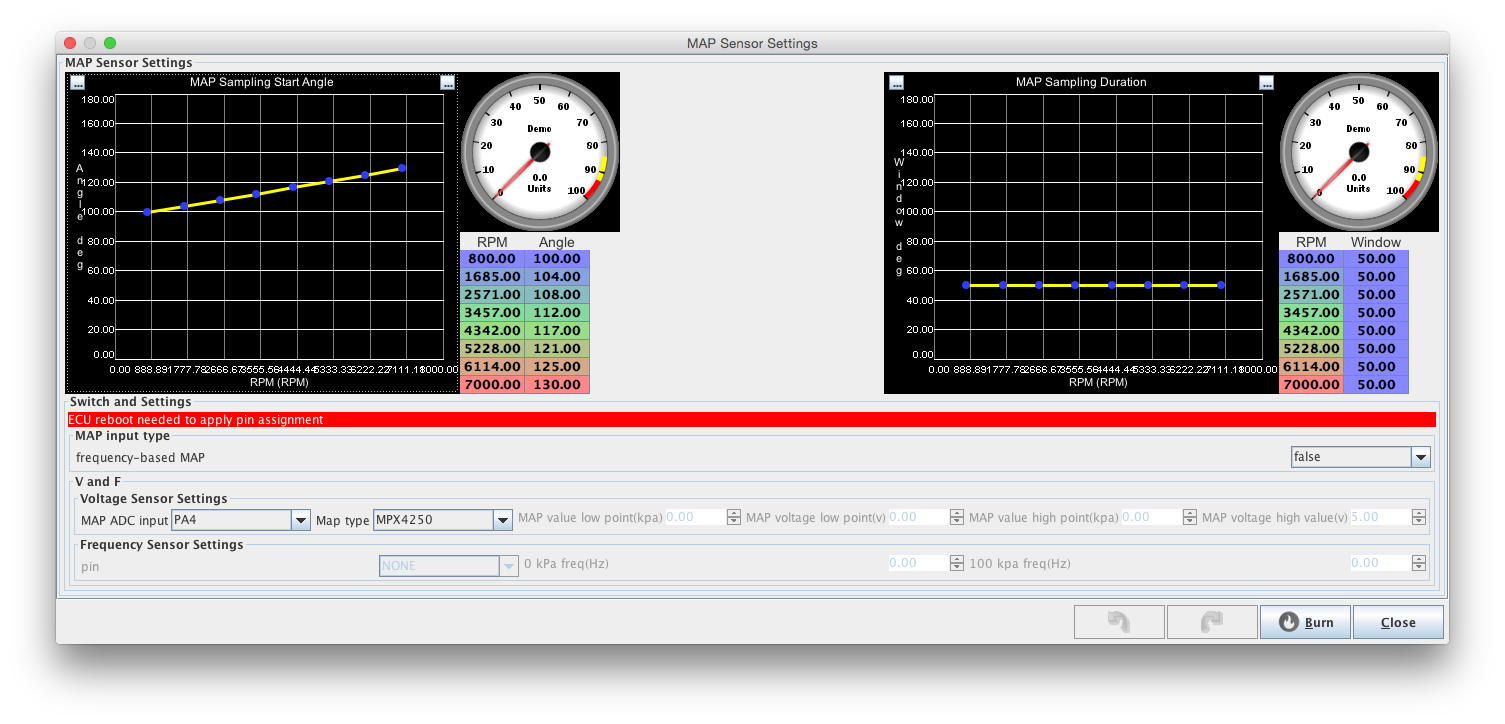 MAP Sensor Settings
MAP Sensor Settings
... MAP Sampling Start Angle ...
180.00
160.00
140.00
120.00
100.00
80.00
60.00
40.00
20.00
0.00
Angle deg
0.00 888.89 1777.78 2666.67 3555.56 4444.44 5333.33 6222.22 7111.11 8000.00
RPM (RPM)
0 10 20 30 40 50 60 70 80 90 100
Demo
0.0
Units
RPM Angle
800.00 100.00
1685.00 104.00
2571.00 108.00
3457.00 112.00
4342.00 117.00
5228.00 121.00
6114.00 125.00
7000.00 130.00
... MAP Sampling Duration ...
180.00
160.00
140.00
120.00
100.00
80.00
60.00
40.00
20.00
0.00
Window deg
0.00 888.89 1777.78 2666.67 3555.56 4444.44 5333.33 6222.22 7111.11 8000.00
RPM (RPM)
0 10 20 30 40 50 60 70 80 90 100
Demo
0.0
Units
RPM Window
800.00 50.00
1685.00 50.00
2571.00 50.00
3457.00 50.00
4342.00 50.00
5228.00 50.00
6114.00 50.00
7000.00 50.00
Switch and Settings
ECU reboot needed to apply pin assignment
MAP input type
frequency-based MAP false
V and F
Voltage Sensor Settings
MAP ADC input PA4 Map type MPX4250 MAP value low point(kpa) 0.00 MAP voltage low point(v) 0.00 MAP value high point(kpa) 0.00 MAP voltage high value(v) 5.00
Frequency Sensor Settings
pin NONE 0 kPa freq(Hz) 0.00 100 kpa freq(Hz) 0.00
Burn Close